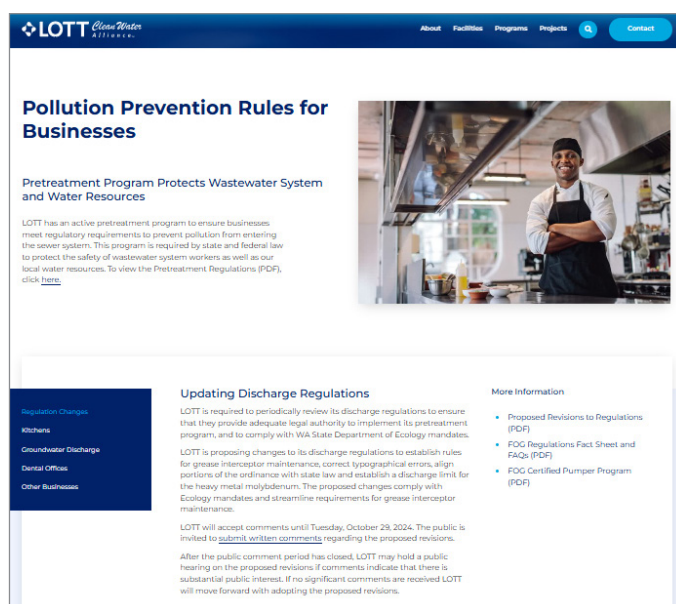 LOTT Clean Water
Alliance
About Facilities Programs Projects Contact
Pollution Prevention Rules for
Businesses
Pretreatment Program Protects Wastewater System
and Water Resources
LOTT has an active pretreatment program to ensure businesses
meet regulatory requirements to prevent pollution from entering
the sewer system. This program is required by state and federal law
to protect the safety of wastewater system workers as well as our
local water resources. To view the Pretreatment Regulations (PDF),
click here.
Regulation Changes
Kitchens
Groundwater Discharge
Dental Offices
Other Businesses
Updating Discharge Regulations
LOTT is required to periodically review its discharge regulations to ensure
that they provide adequate legal authority to implement its pretreatment
program, and to comply with WA State Department of Ecology mandates.
LOTT is proposing changes to its discharge regulations to establish rules
for grease interceptor maintenance, correct typographical errors, align
portions of the ordinance with state law and establish a discharge limit for
the heavy metal molybdenum. The proposed changes comply with
Ecology mandates and streamline requirements for grease interceptor
maintenance.
LOTT will accept comments until Tuesday, October 29, 2024. The public is
invited to submit written comments regarding the proposed revisions.
After the public comment period has closed, LOTT may hold a public
hearing on the proposed revisions if comments indicate that there is
substantial public interest. If no significant comments are received LOTT
will move forward with adopting the proposed revisions.
More Information
Proposed Revisions to Regulations
(PDF)
FOG Regulations Fact Sheet and
FAQs (PDF)
FOG Certified Pumper Program
(PDF)